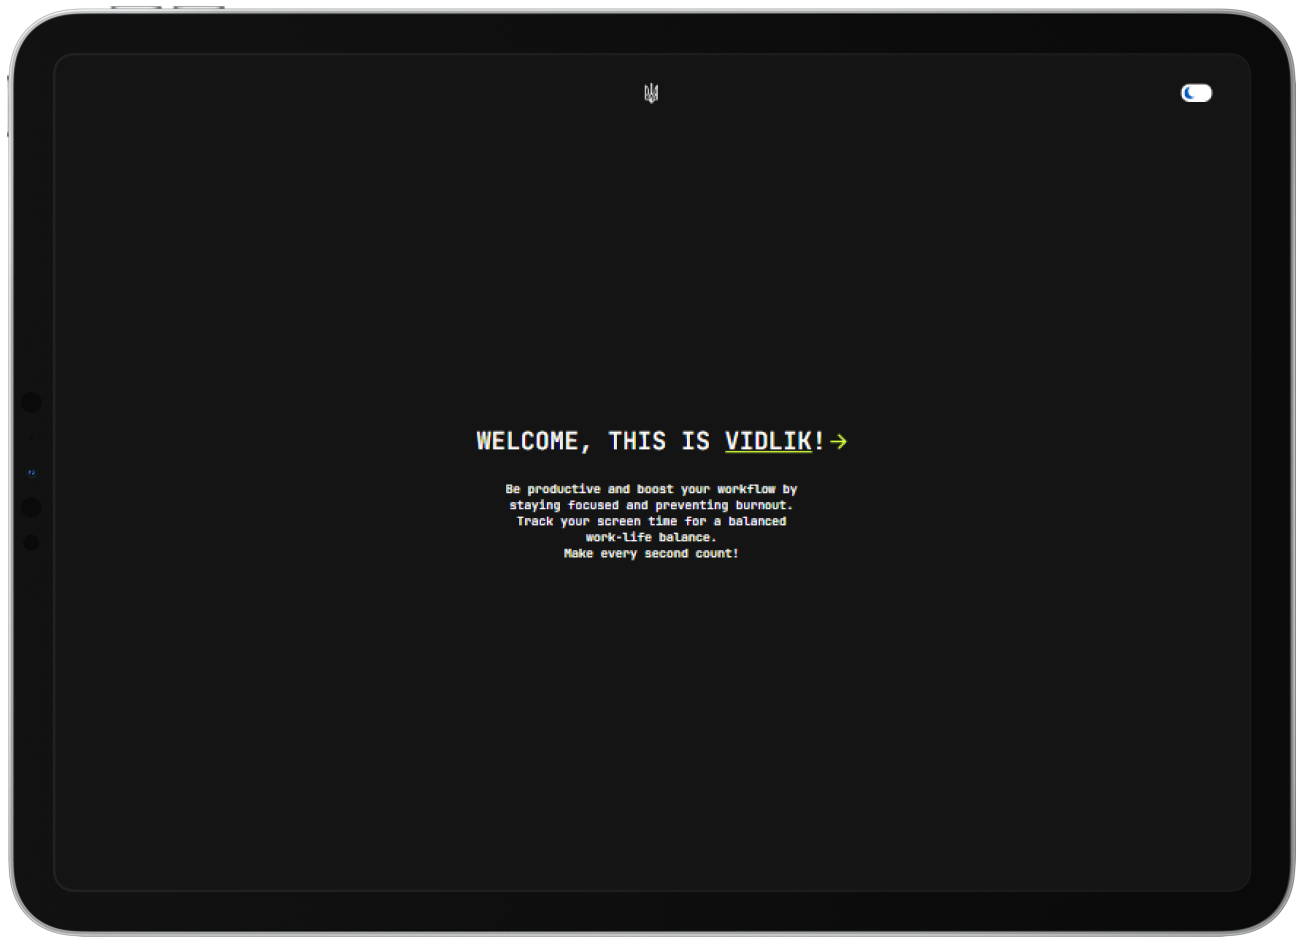 WELCOME, THIS IS VIDLIK!→
Be productive and boost your workflow by
staying focused and preventing burnout.
Track your screen time for a balanced
work-life balance.
Make every second count!